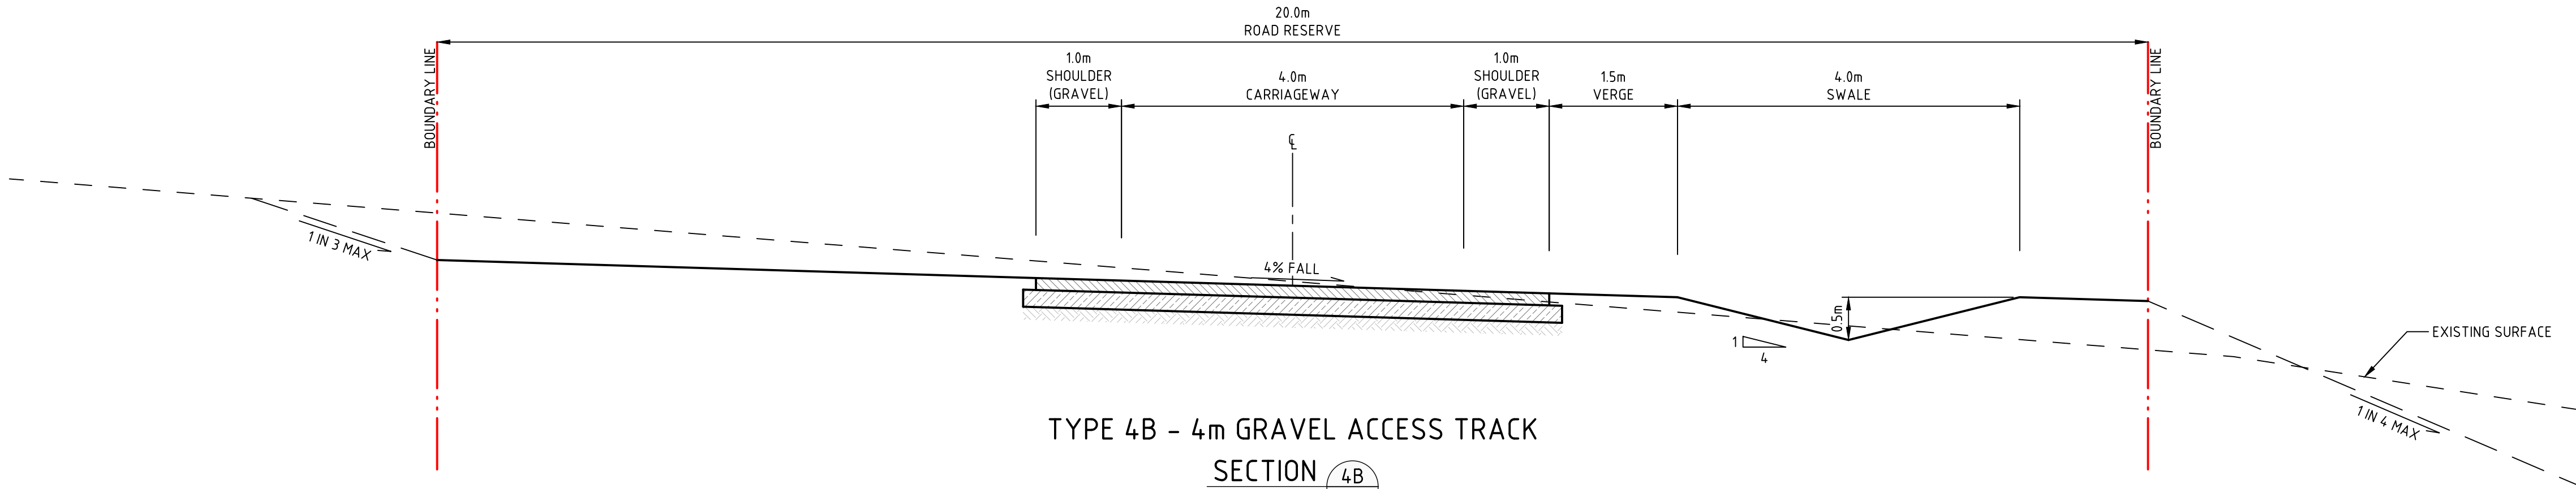 20.0m
ROAD RESERVE
BOUNDARY LINE
1.0m
SHOULDER
(GRAVEL)
4.0m
CARRIAGEWAY
1.0m
SHOULDER
(GRAVEL)
1.5m
VERGE
4.0m
SWALE
BOUNDARY LINE
℄
1 IN 3 MAX
4% FALL
0.5m
1
4
EXISTING SURFACE
1 IN 4 MAX
TYPE 4B - 4m GRAVEL ACCESS TRACK
SECTION 4B